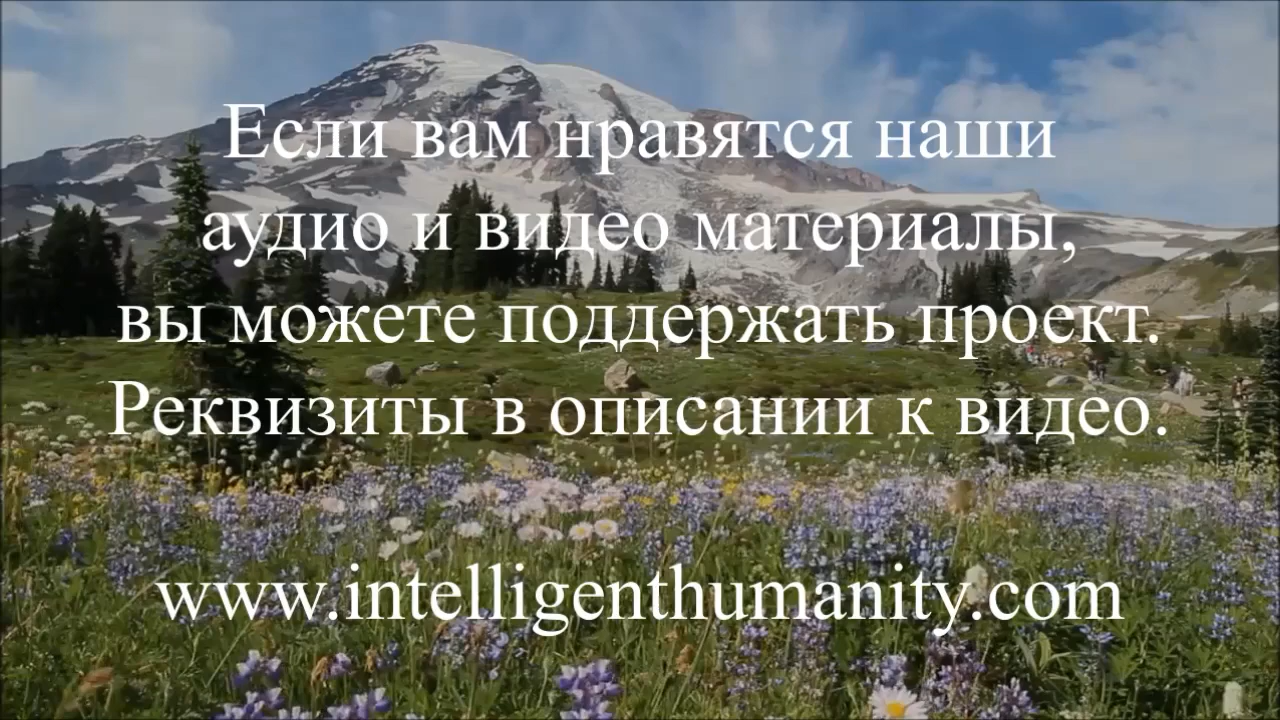 Если вам нравятся наши
аудио и видео материалы,
вы можете поддержать проект.
Реквизиты в описании к видео.
www.intelligenthumanity.com